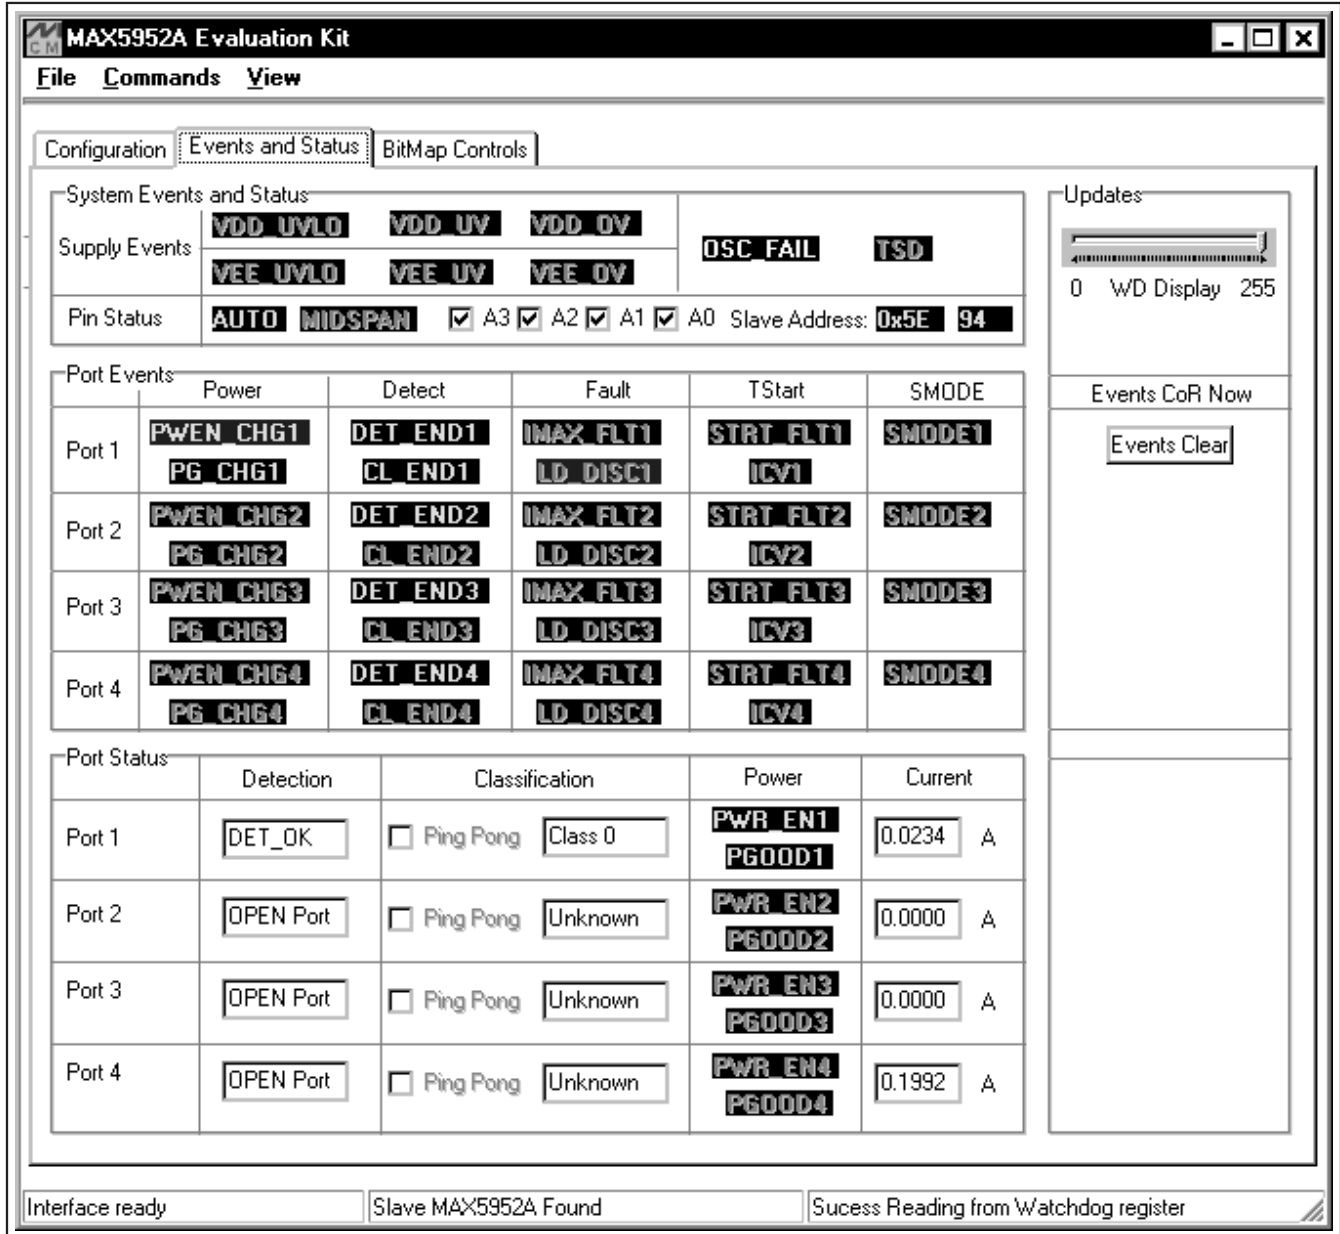 MAX5952A Evaluation Kit
File Commands View
Configuration Events and Status BitMap Controls
System Events and Status
Updates
Supply Events
VDD_UVLO VDD_UV VDD_OV
OSC_FAIL TSD
VEE_UVLO VEE_UV VEE_OV
0 WD Display 255
Pin Status AUTO MIDSPAN A3 A2 A1 A0 Slave Address: 0x5E 94
Port Events
Power Detect Fault TStart SMODE
Events CoR Now
Port 1
PWEN_CHG1 DET_END1 IMAX_FLT1 STRT_FLT1 SMODE1
Events Clear
PG_CHG1 CL_END1 LD_DISC1 ICV1
Port 2
PWEN_CHG2 DET_END2 IMAX_FLT2 STRT_FLT2 SMODE2
PG_CHG2 CL_END2 LD_DISC2 ICV2
Port 3
PWEN_CHG3 DET_END3 IMAX_FLT3 STRT_FLT3 SMODE3
PG_CHG3 CL_END3 LD_DISC3 ICV3
Port 4
PWEN_CHG4 DET_END4 IMAX_FLT4 STRT_FLT4 SMODE4
PG_CHG4 CL_END4 LD_DISC4 ICV4
Port Status
Detection Classification Power Current
Port 1 DET_OK Ping Pong Class 0 PWR_EN1 0.0234 A
PGOOD1
Port 2 OPEN Port Ping Pong Unknown PWR_EN2 0.0000 A
PGOOD2
Port 3 OPEN Port Ping Pong Unknown PWR_EN3 0.0000 A
PGOOD3
Port 4 OPEN Port Ping Pong Unknown PWR_EN4 0.1992 A
PGOOD4
Interface ready Slave MAX5952A Found Sucess Reading from Watchdog register